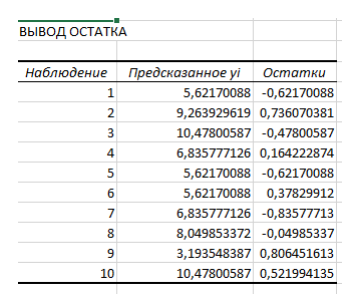 ВЫВОД ОСТАТКА
Наблюдение Предсказанное yi Остатки
1 5,62170088 -0,62170088
2 9,263929619 0,736070381
3 10,47800587 -0,47800587
4 6,835777126 0,164222874
5 5,62170088 -0,62170088
6 5,62170088 0,37829912
7 6,835777126 -0,83577713
8 8,049853372 -0,04985337
9 3,193548387 0,806451613
10 10,47800587 0,521994135